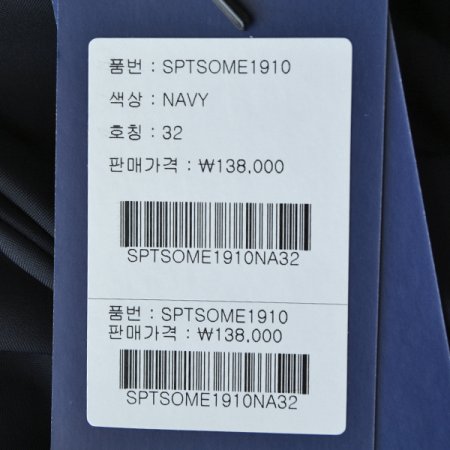 품번 : SPTSOME1910
색상 : NAVY
호칭 : 32
판매가격 : ₩138,000
SPTSOME1910NA32
품번 : SPTSOME1910
판매가격 : ₩138,000
SPTSOME1910NA32